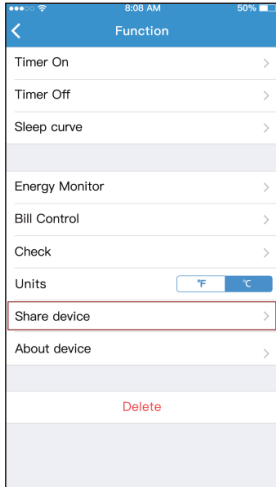 8:08 AM 50%
Function
Timer On
Timer Off
Sleep curve
Energy Monitor
Bill Control
Check
Units °F °C
Share device
About device
Delete